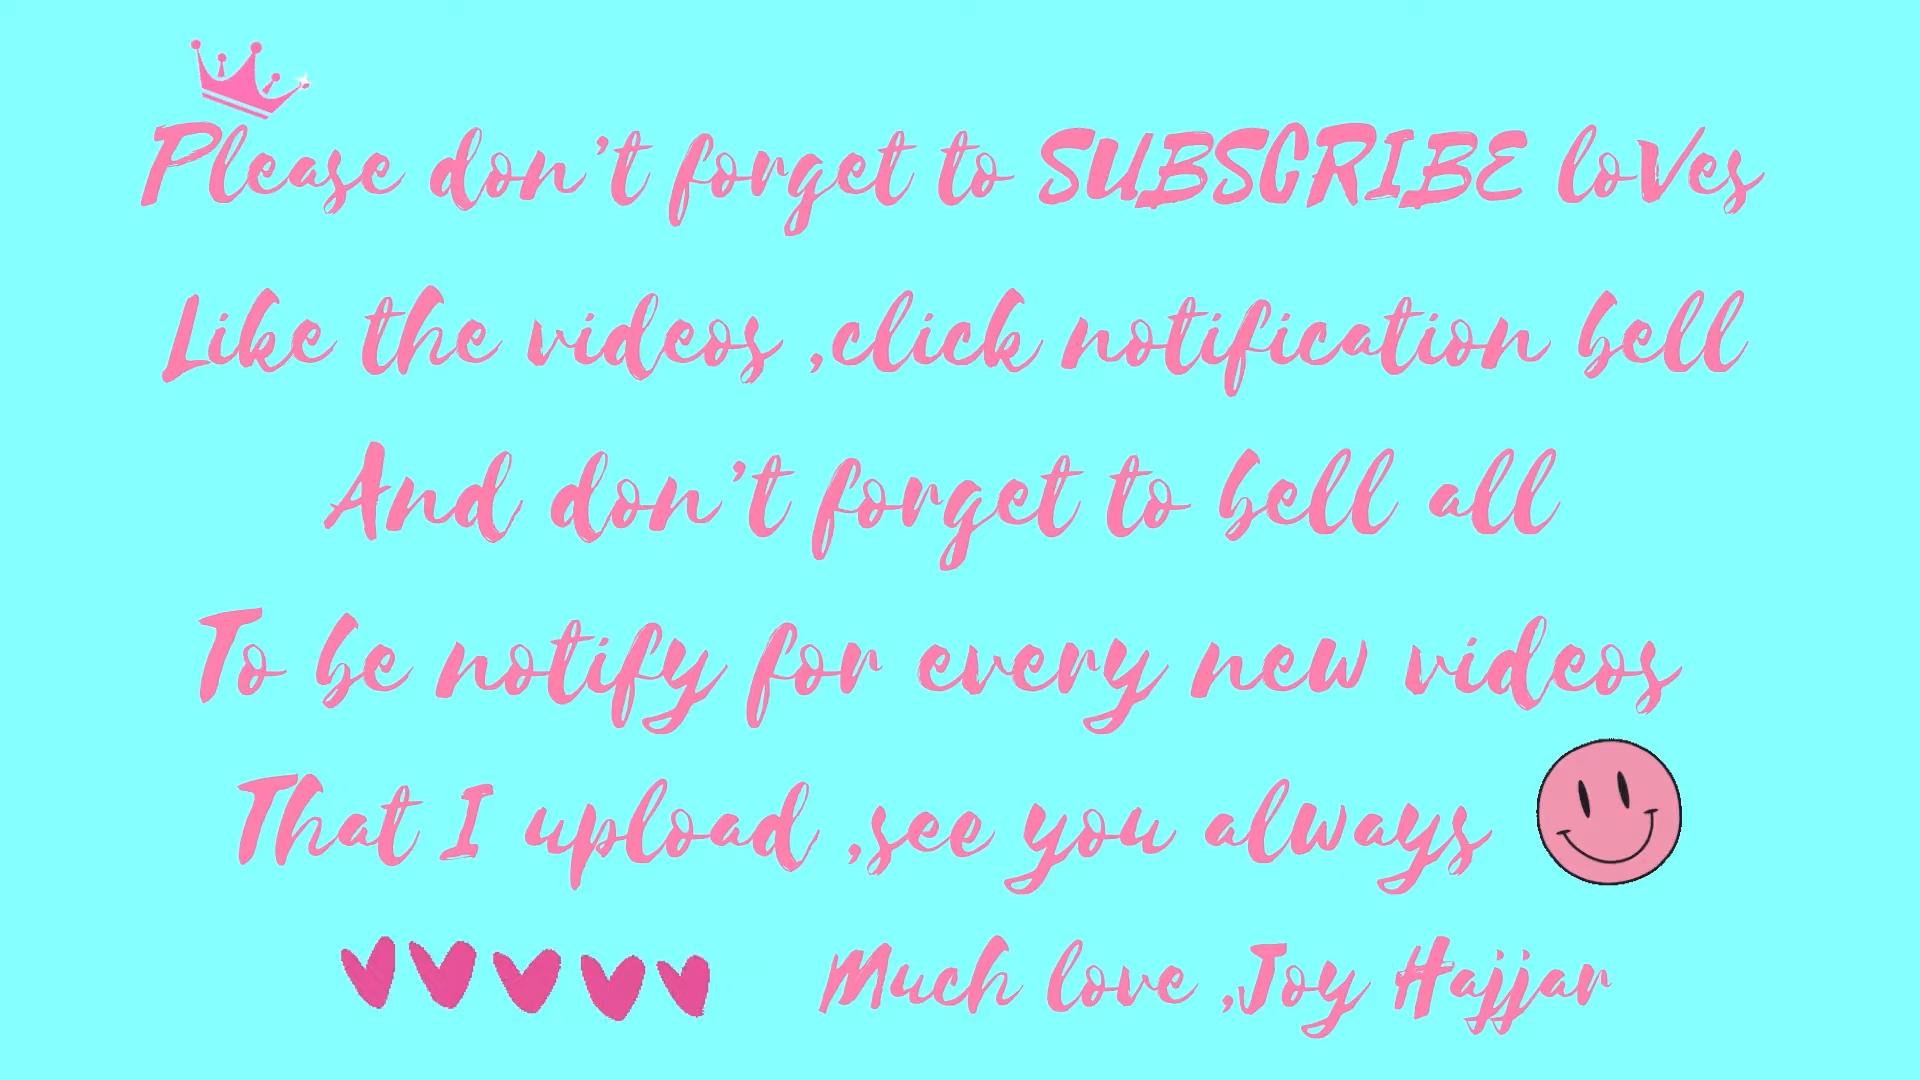 Please don't forget to SUBSCRIBE loVes
Like the videos ,click notification bell
And don't forget to bell all
To be notify for every new videos
That I upload ,see you always
Much love ,Joy Hajjar